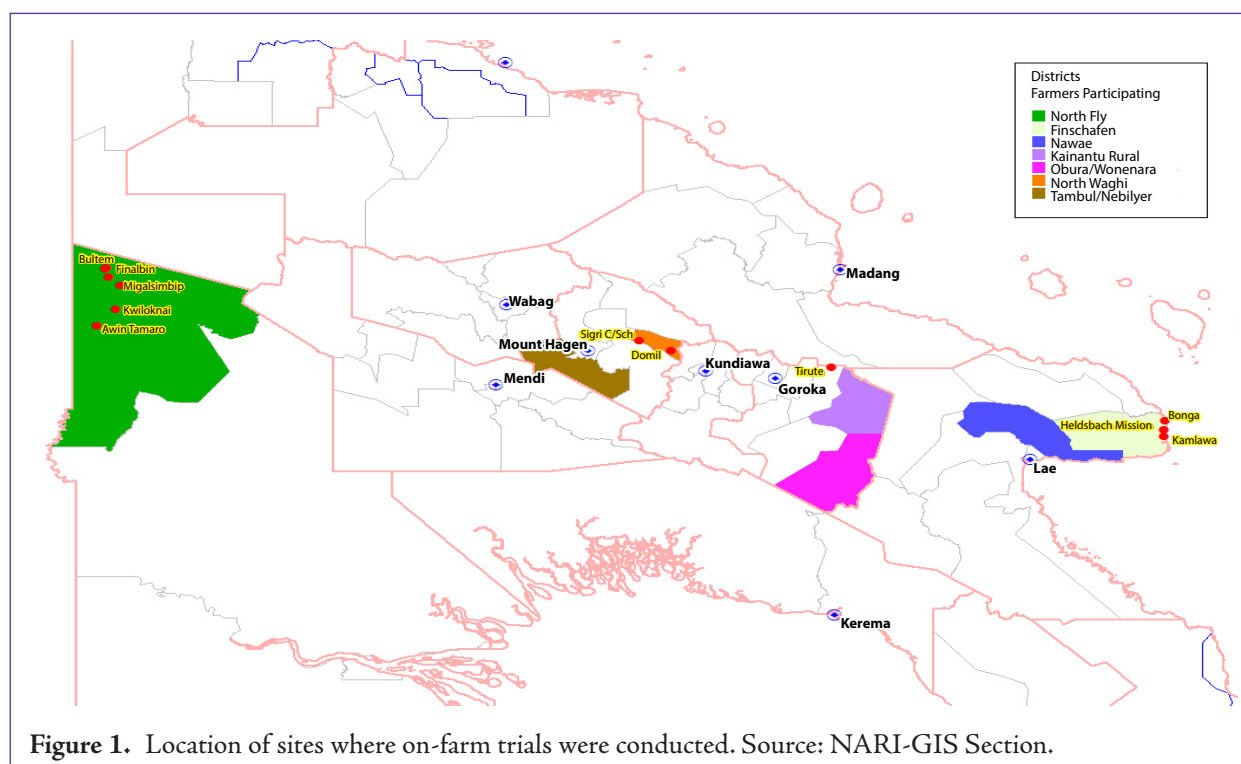 Districts
Farmers Participating
North Fly
Finschafen
Nawae
Kainantu Rural
Obura/Wonenara
North Waghi
Tambul/Nebilyer
Bultem
Finalbin
Migalsimbip
Kwiloknai
Awin Tamaro
Madang
Wabag
Sigri C/Sch
Mount Hagen
Domil
Kundiawa
Tirute
Mendi
Goroka
Bonga
Heldsbach Mission
Kamlawa
Lae
Kerema
Figure 1. Location of sites where on-farm trials were conducted. Source: NARI-GIS Section.